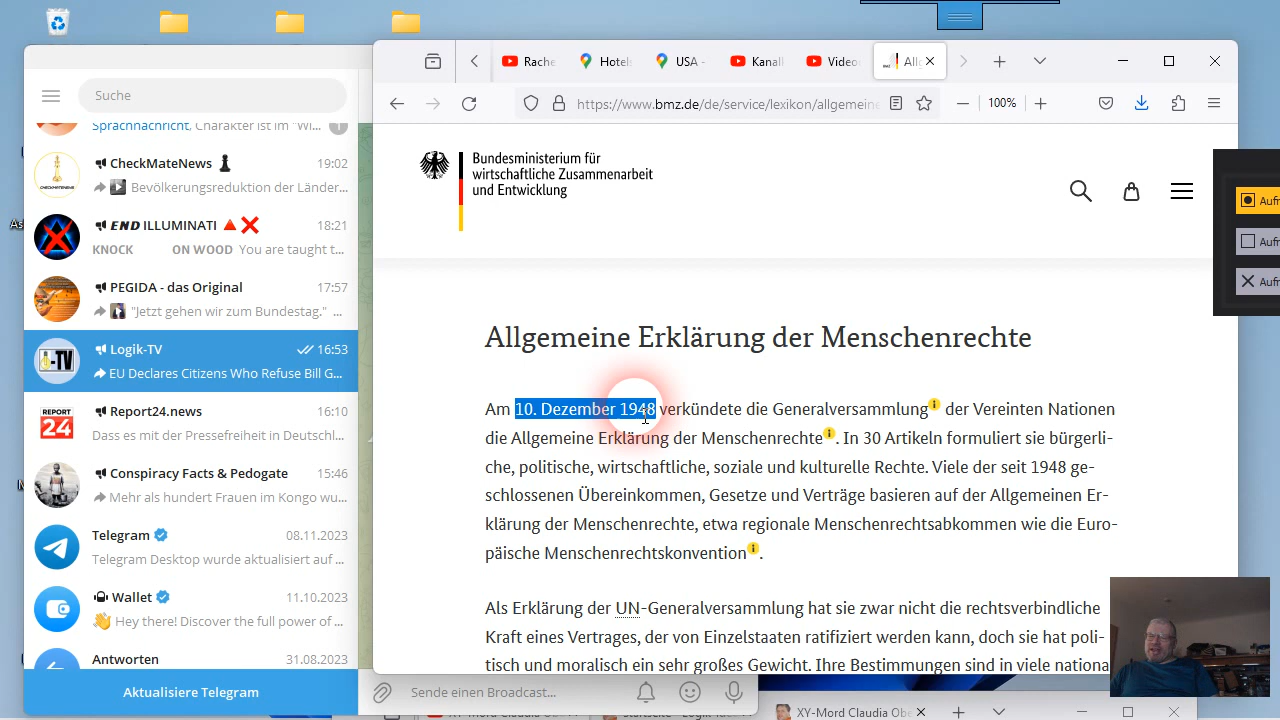 Suche
Sprachnachricht, Charakter ist im "Wi...
1
CheckMateNews
19:02
Bevölkerungsreduktion der Länder...
END ILLUMINATI
18:21
KNOCK ON WOOD You are taught t...
PEGIDA - das Original
17:57
"Jetzt gehen wir zum Bundestag." ...
Logik-TV
16:53
EU Declares Citizens Who Refuse Bill G...
REPORT 24
Report24.news
16:10
Dass es mit der Pressefreiheit in Deutschl...
Conspiracy Facts & Pedogate
15:46
Mehr als hundert Frauen im Kongo wu...
Telegram
08.11.2023
Telegram Desktop wurde aktualisiert auf ...
Wallet
11.10.2023
Hey there! Discover the full power of ...
Antworten
31.08.2023
Aktualisiere Telegram
Sende einen Broadcast...
Rache
Hotels
USA -
Kanali
Video
Allg
https://www.bmz.de/de/service/lexikon/allgemeine
100%
Bundesministerium für
wirtschaftliche Zusammenarbeit
und Entwicklung
Allgemeine Erklärung der Menschenrechte
Am 10. Dezember 1948 verkündete die Generalversammlung der Vereinten Nationen
die Allgemeine Erklärung der Menschenrechte. In 30 Artikeln formuliert sie bürgerli-
che, politische, wirtschaftliche, soziale und kulturelle Rechte. Viele der seit 1948 ge-
schlossenen Übereinkommen, Gesetze und Verträge basieren auf der Allgemeinen Er-
klärung der Menschenrechte, etwa regionale Menschenrechtsabkommen wie die Euro-
päische Menschenrechtskonvention.
Als Erklärung der UN-Generalversammlung hat sie zwar nicht die rechtsverbindliche
Kraft eines Vertrages, der von Einzelstaaten ratifiziert werden kann, doch sie hat poli-
tisch und moralisch ein sehr großes Gewicht. Ihre Bestimmungen sind in viele nationa
Aufn
Aufn
Aufn
XY-Mord Claudia Obe